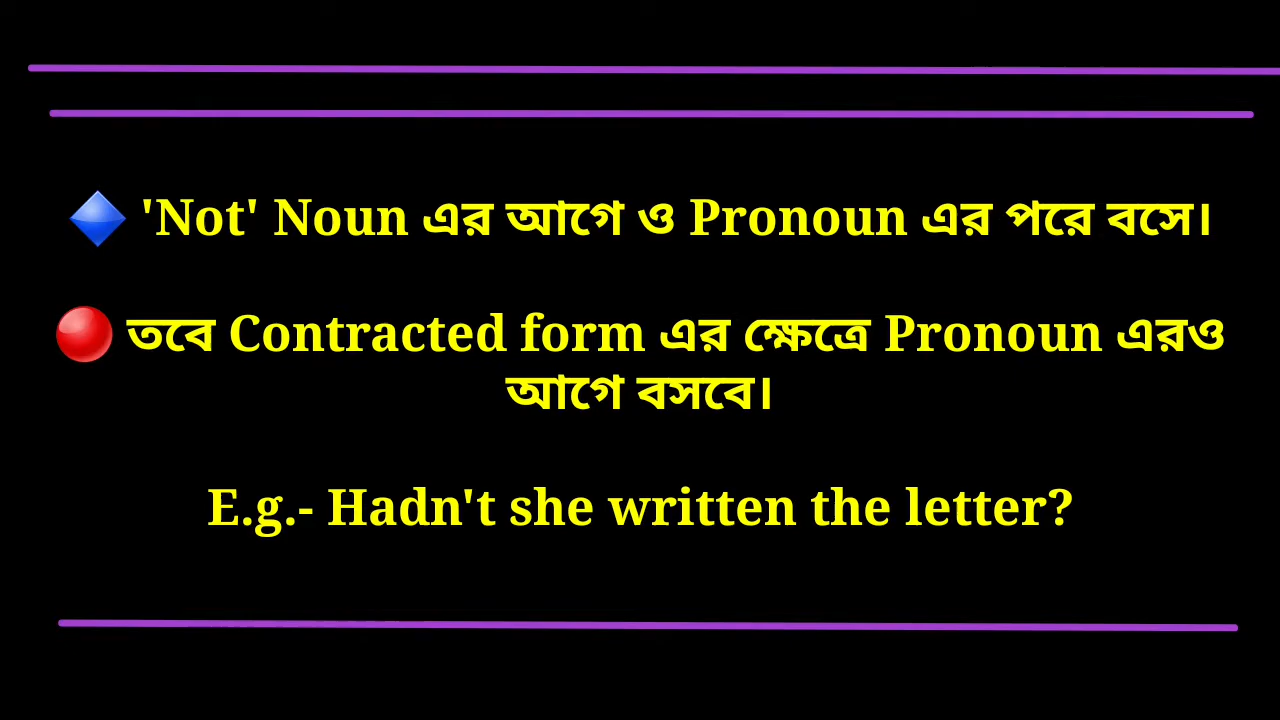 🔷 'Not' Noun এর আগে ও Pronoun এর পরে বসে।
🔴 তবে Contracted form এর ক্ষেত্রে Pronoun এরও
আগে বসবে।
E.g.- Hadn't she written the letter?